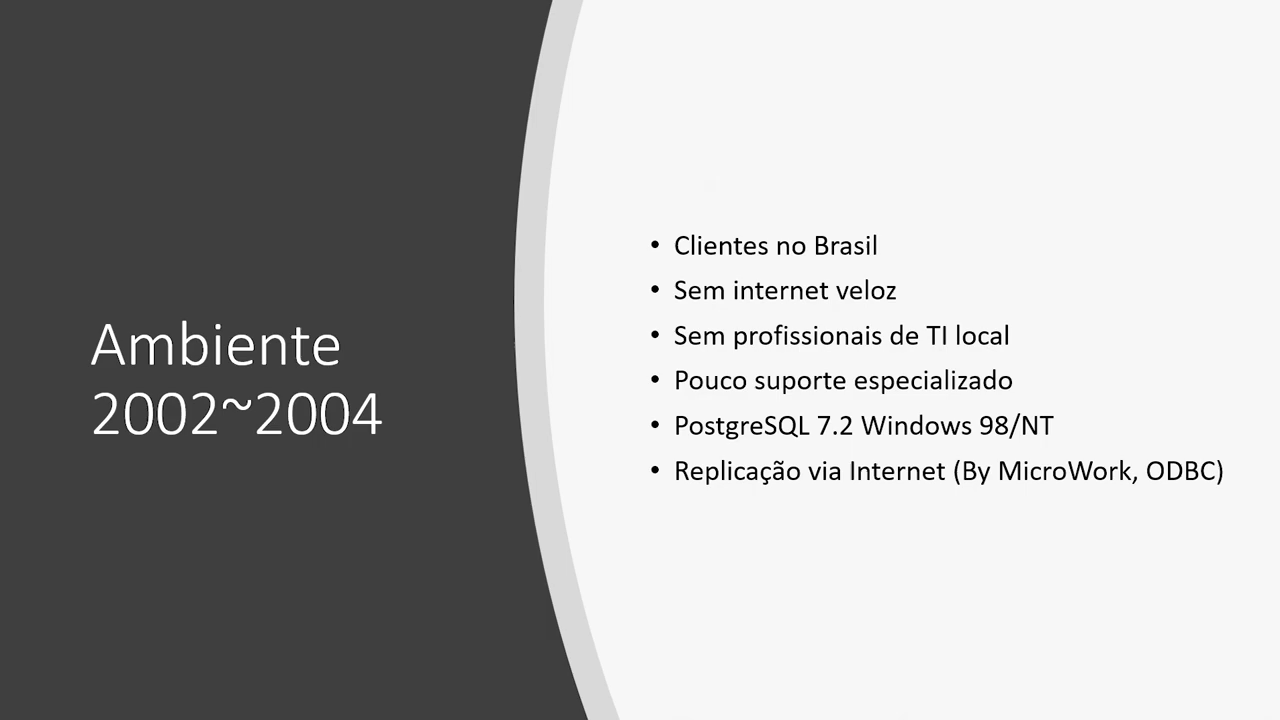 Ambiente
2002~2004
• Clientes no Brasil
• Sem internet veloz
• Sem profissionais de TI local
• Pouco suporte especializado
• PostgreSQL 7.2 Windows 98/NT
• Replicação via Internet (By MicroWork, ODBC)